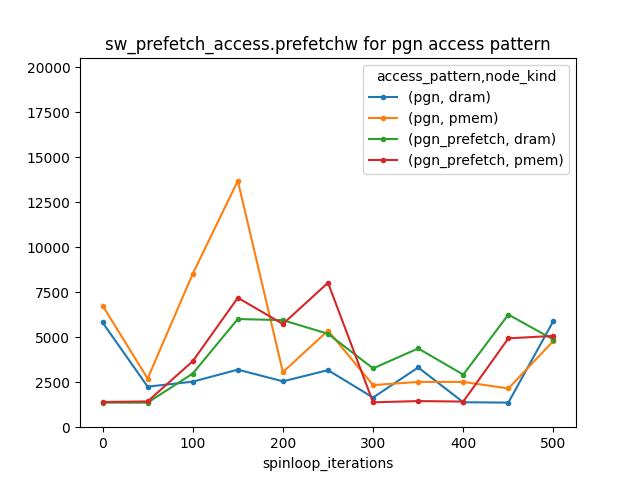 sw_prefetch_access.prefetchw for pgn access pattern
access_pattern,node_kind
(pgn, dram)
(pgn, pmem)
(pgn_prefetch, dram)
(pgn_prefetch, pmem)
20000
17500
15000
12500
10000
7500
5000
2500
0
0 100 200 300 400 500
spinloop_iterations